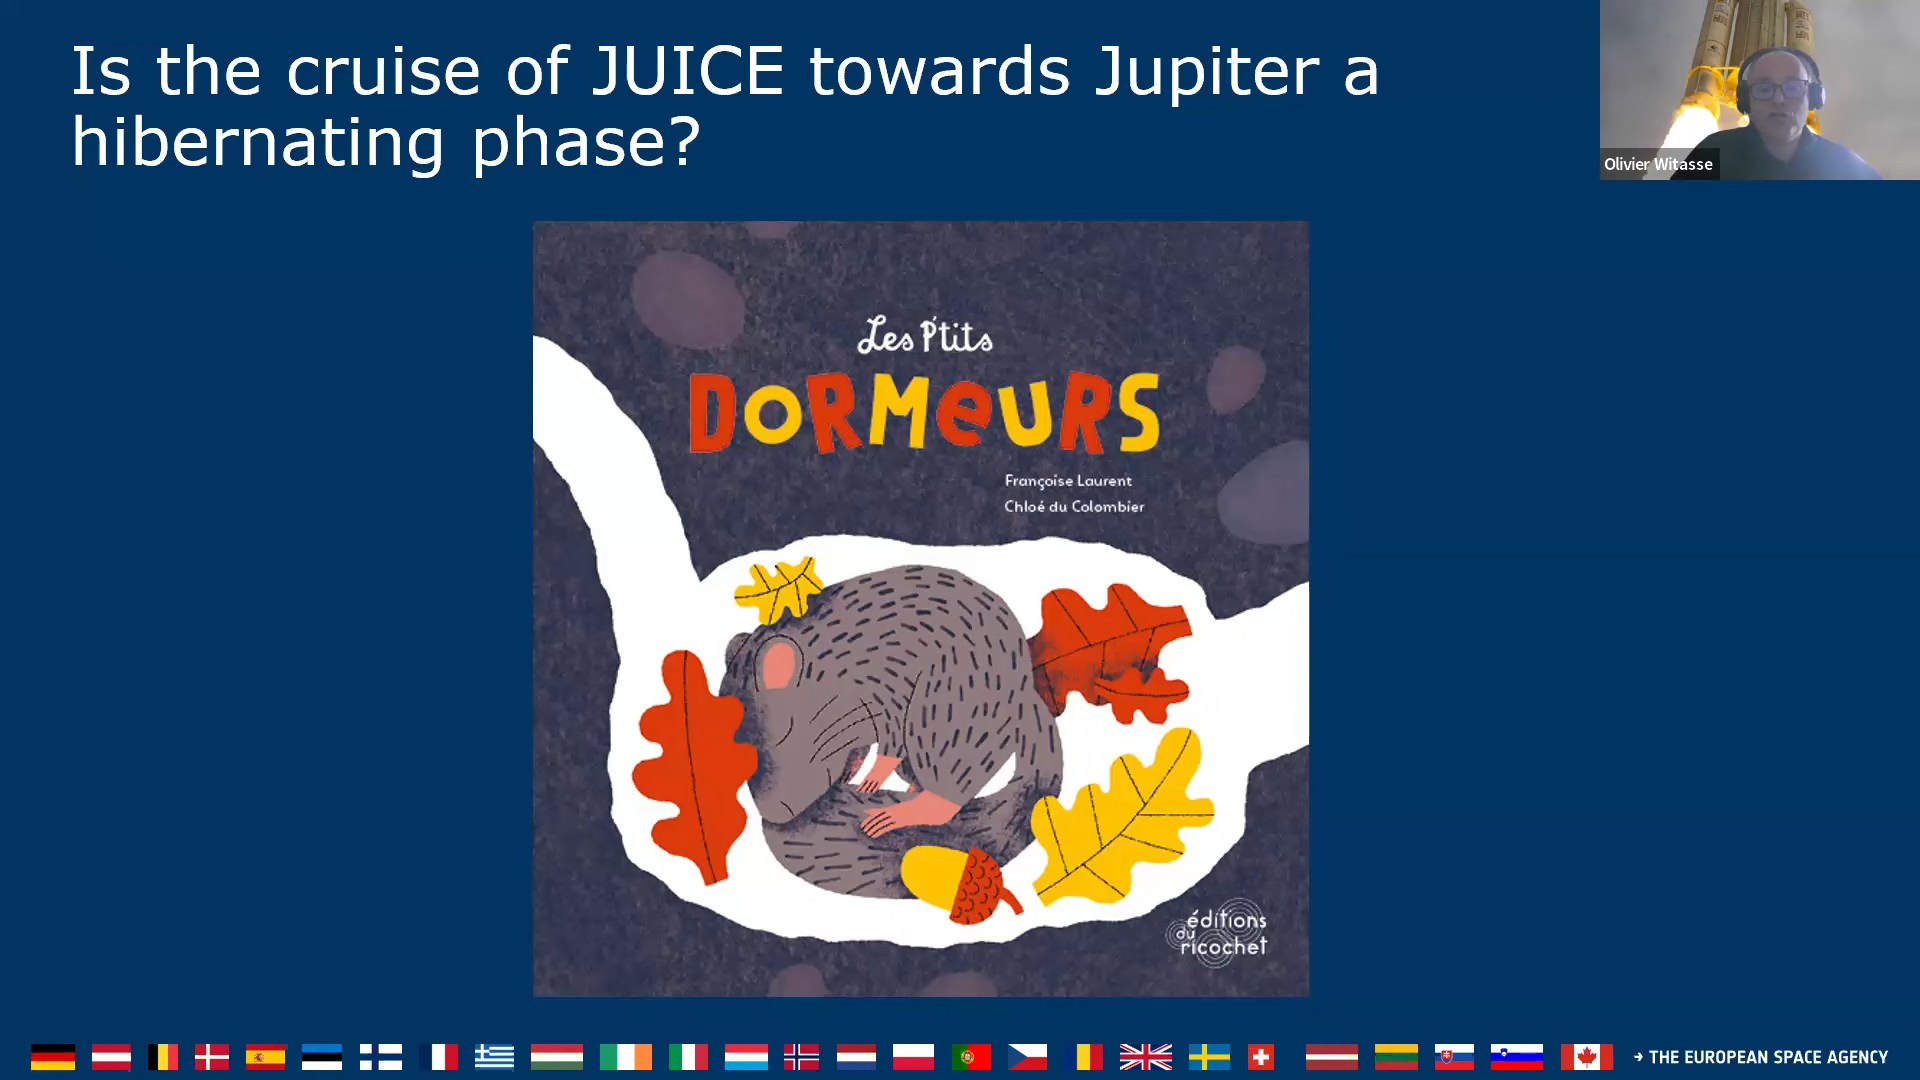 Is the cruise of JUICE towards Jupiter a
hibernating phase?
Olivier Witasse
Les P'tits
DORMEURS
Françoise Laurent
Chloé du Colombier
éditions
du
ricochet
→ THE EUROPEAN SPACE AGENCY